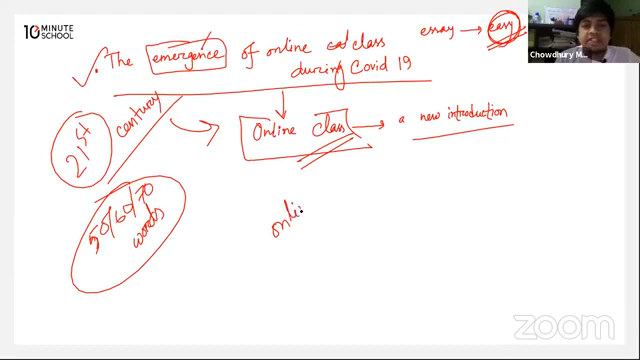 10 MINUTE
SCHOOL
essay → easy
Chowdhury M...
The emergence of online class
during Covid 19
21st century
Online class → a new introduction
50/60/70
words
onli
zoom